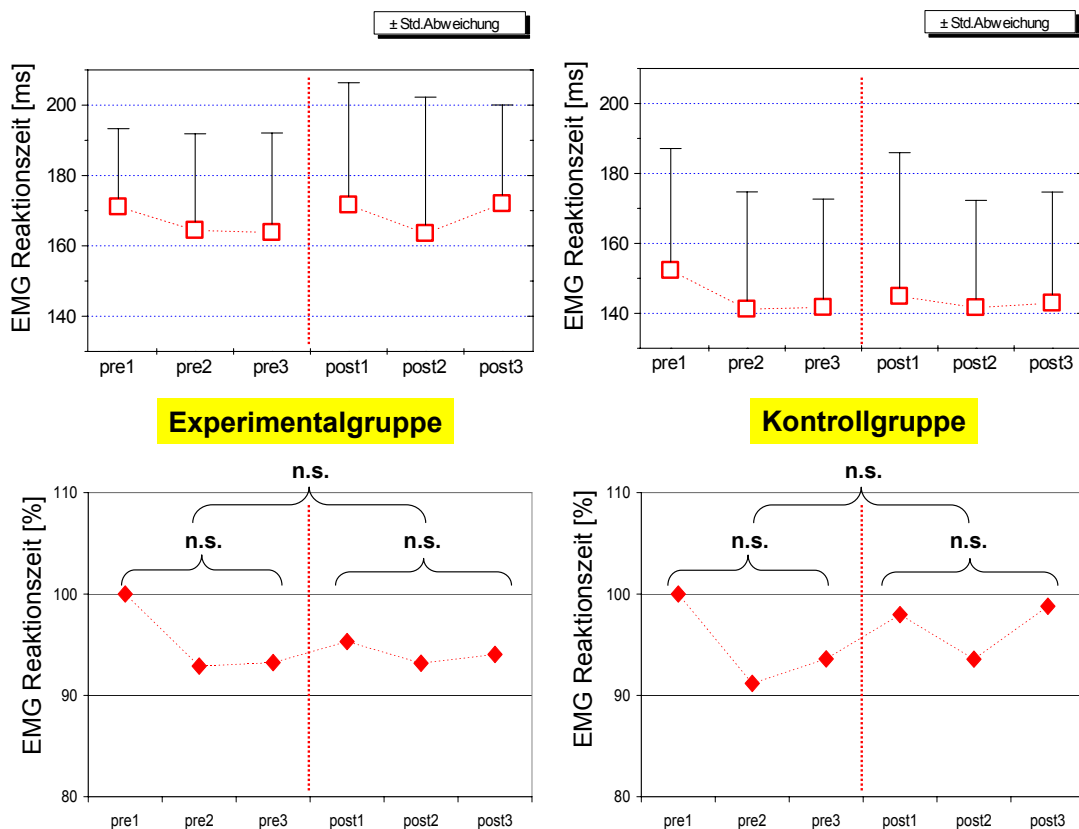 ± Std.Abweichung
± Std.Abweichung
EMG Reaktionszeit [ms]
200
180
160
140
pre1 pre2 pre3 post1 post2 post3
EMG Reaktionszeit [ms]
200
180
160
140
pre1 pre2 pre3 post1 post2 post3
Experimentalgruppe
Kontrollgruppe
EMG Reaktionszeit [%]
110
100
90
80
n.s.
n.s.
n.s.
pre1 pre2 pre3 post1 post2 post3
EMG Reaktionszeit [%]
110
100
90
80
n.s.
n.s.
n.s.
pre1 pre2 pre3 post1 post2 post3